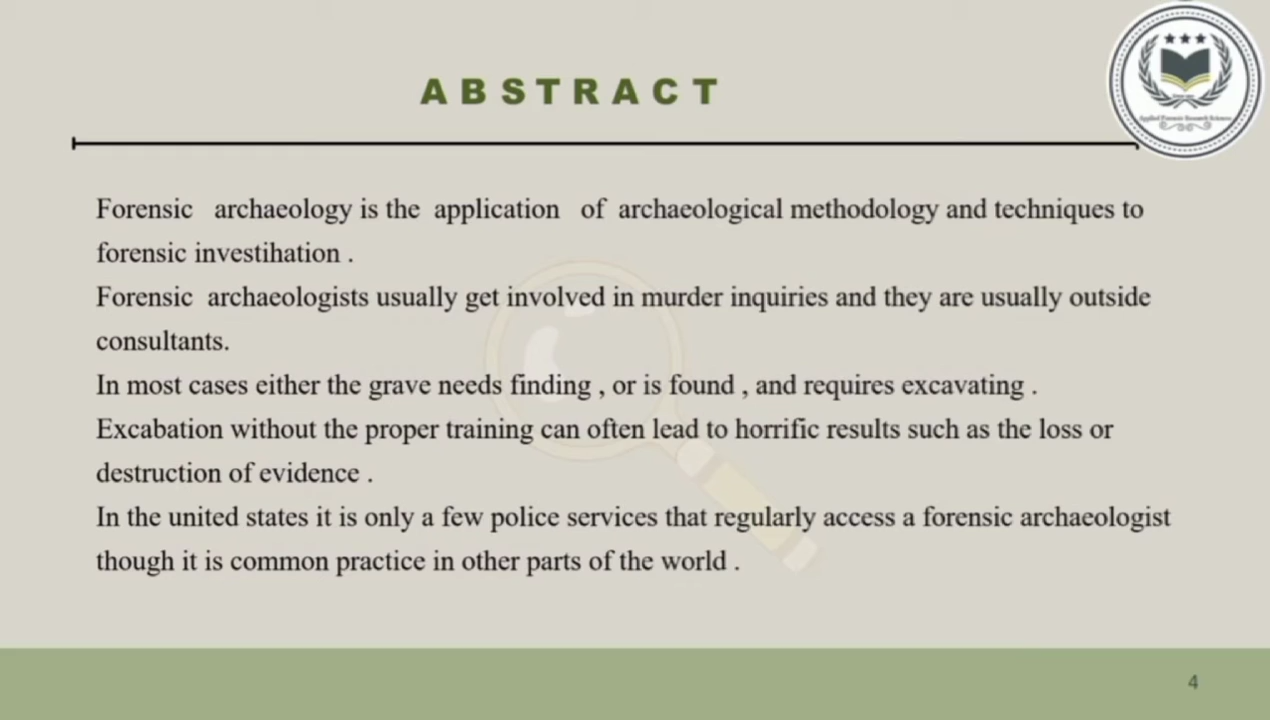 ABSTRACT
Forensic archaeology is the application of archaeological methodology and techniques to
forensic investihation .
Forensic archaeologists usually get involved in murder inquiries and they are usually outside
consultants.
In most cases either the grave needs finding , or is found , and requires excavating .
Excabation without the proper training can often lead to horrific results such as the loss or
destruction of evidence .
In the united states it is only a few police services that regularly access a forensic archaeologist
though it is common practice in other parts of the world .
Applied Forensic Research Sciences
4